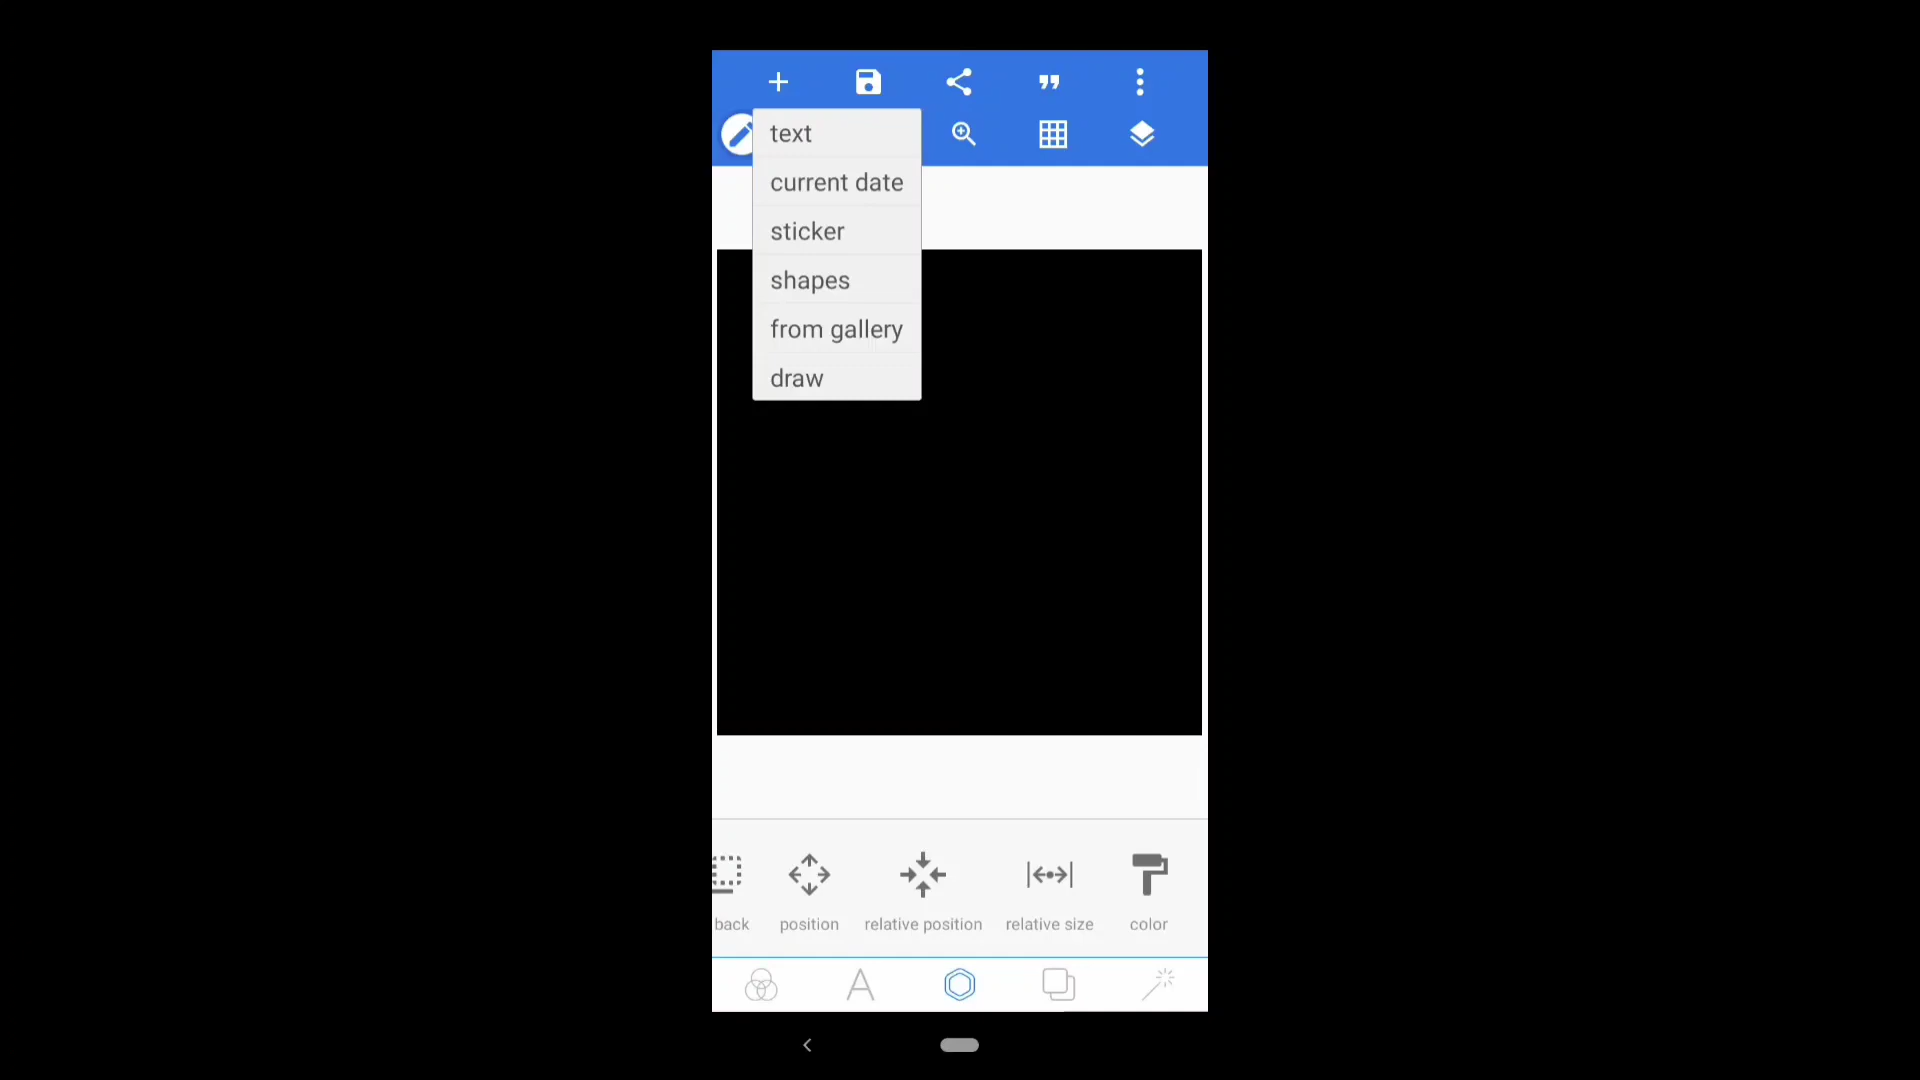 text
current date
sticker
shapes
from gallery
draw
back
position
relative position
relative size
color